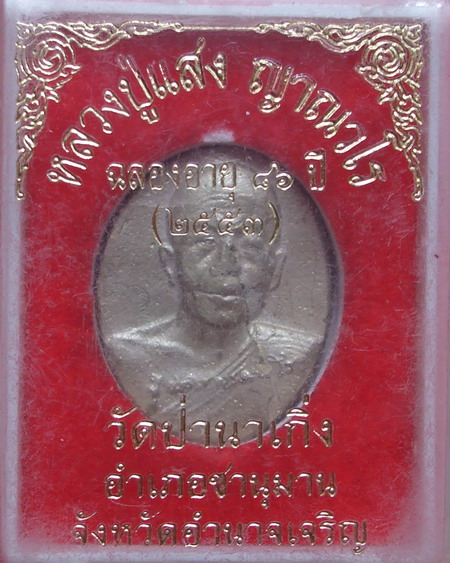 หลวงปู่แสง ญาณวโร
ฉลองอายุ ๘๖ ปี
(๒๕๕๓)
วัดป่านาเกิ่ง
อำเภอชานุมาน
จังหวัดอำนาจเจริญ